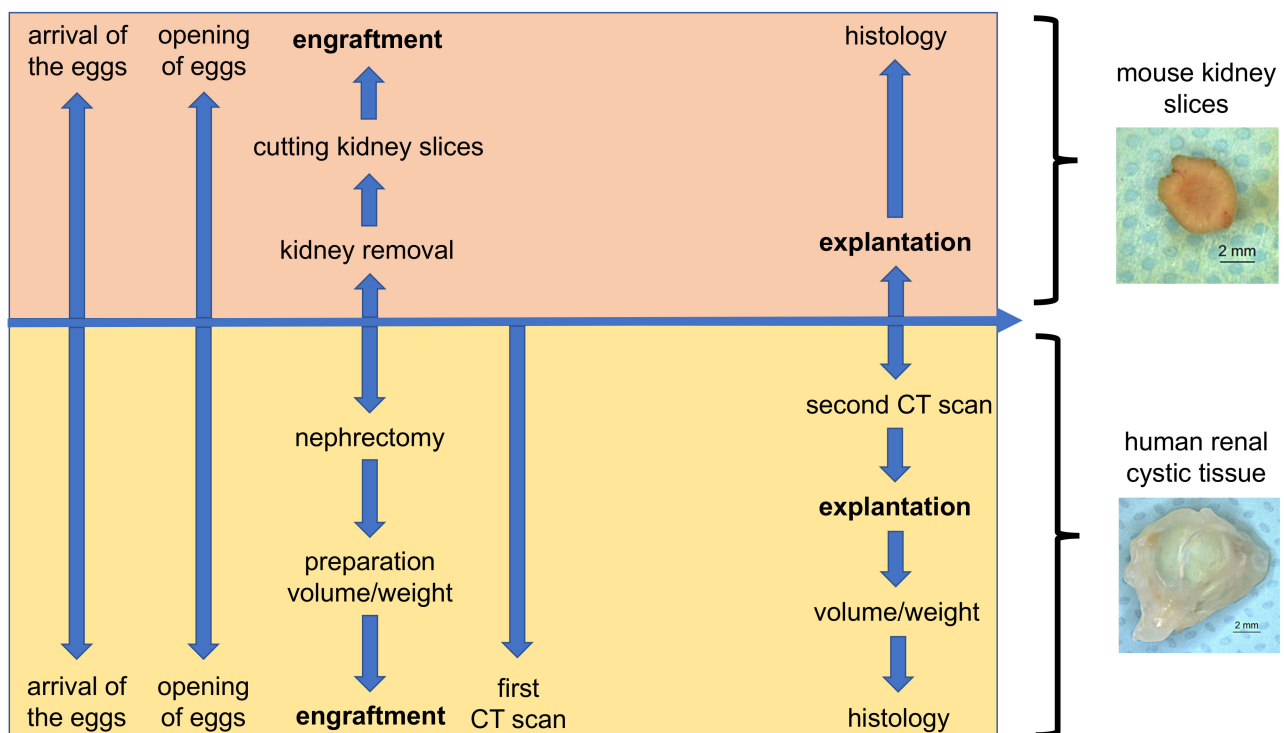 arrival of
the eggs
opening
of eggs
engraftment
cutting kidney slices
kidney removal
histology
explantation
mouse kidney
slices
2 mm
nephrectomy
preparation
volume/weight
engraftment
arrival of
the eggs
opening
of eggs
first
CT scan
second CT scan
explantation
volume/weight
histology
human renal
cystic tissue
2 mm